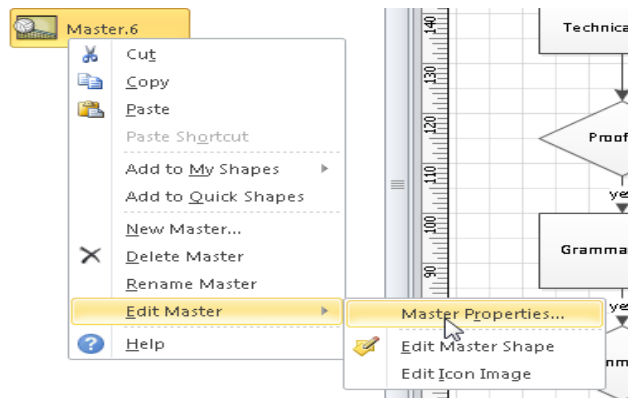 Master.6
Cut
Copy
Paste
Paste Shortcut
Add to My Shapes
Add to Quick Shapes
New Master...
Delete Master
Rename Master
Edit Master
Help
Master Properties...
Edit Master Shape
Edit Icon Image
140
130
120
110
100
90
Technica
Proof
yes
Gramma
yes
nm